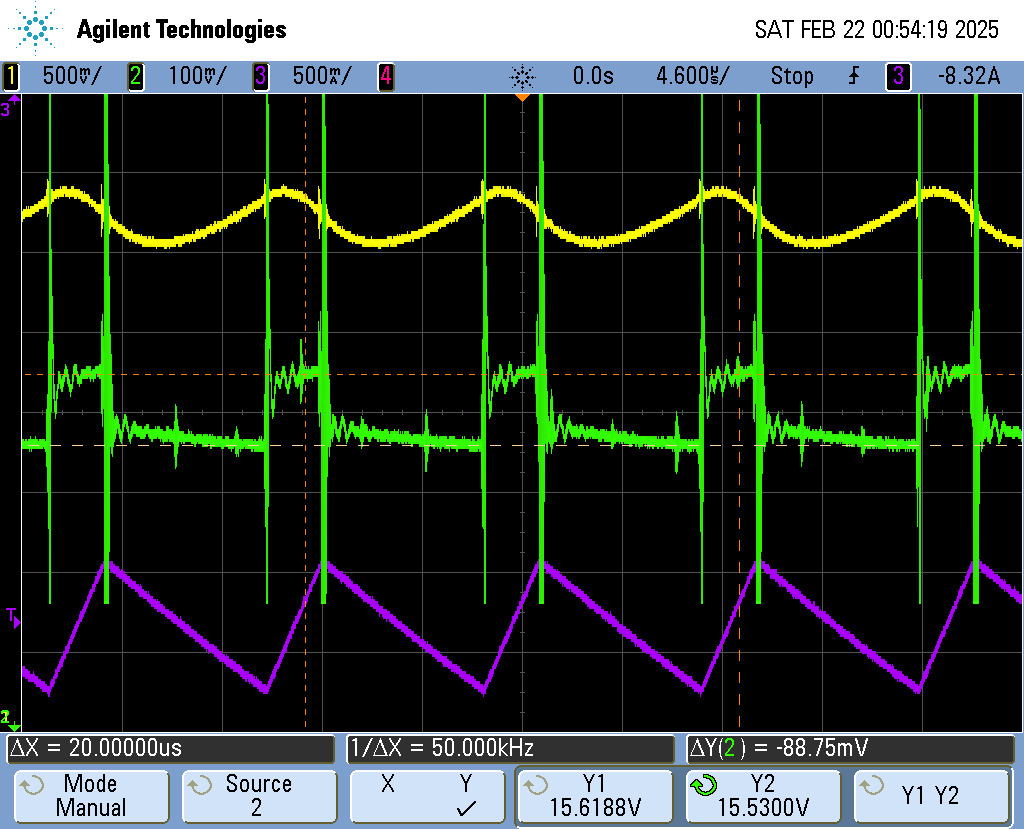 Agilent Technologies
SAT FEB 22 00:54:19 2025
1 500mV/ 2 100mV/ 3 500mA/ 4 0.0s 4.600us/ Stop 3 -8.32A
3
T
2
ΔX = 20.00000us
1/ΔX = 50.000kHz
ΔY(2) = -88.75mV
Mode
Manual
Source
2
X Y
Y1
15.6188V
Y2
15.5300V
Y1 Y2